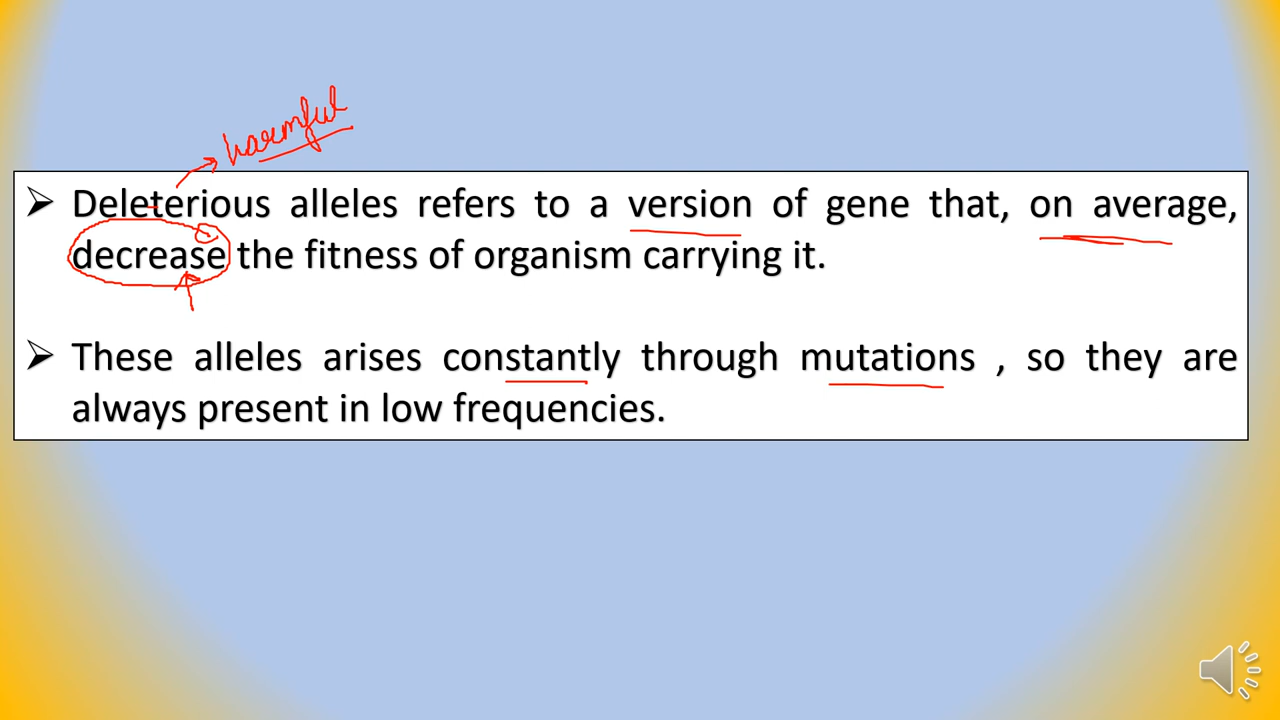 harmful
Deleterious alleles refers to a version of gene that, on average,
decrease the fitness of organism carrying it.
These alleles arises constantly through mutations , so they are
always present in low frequencies.